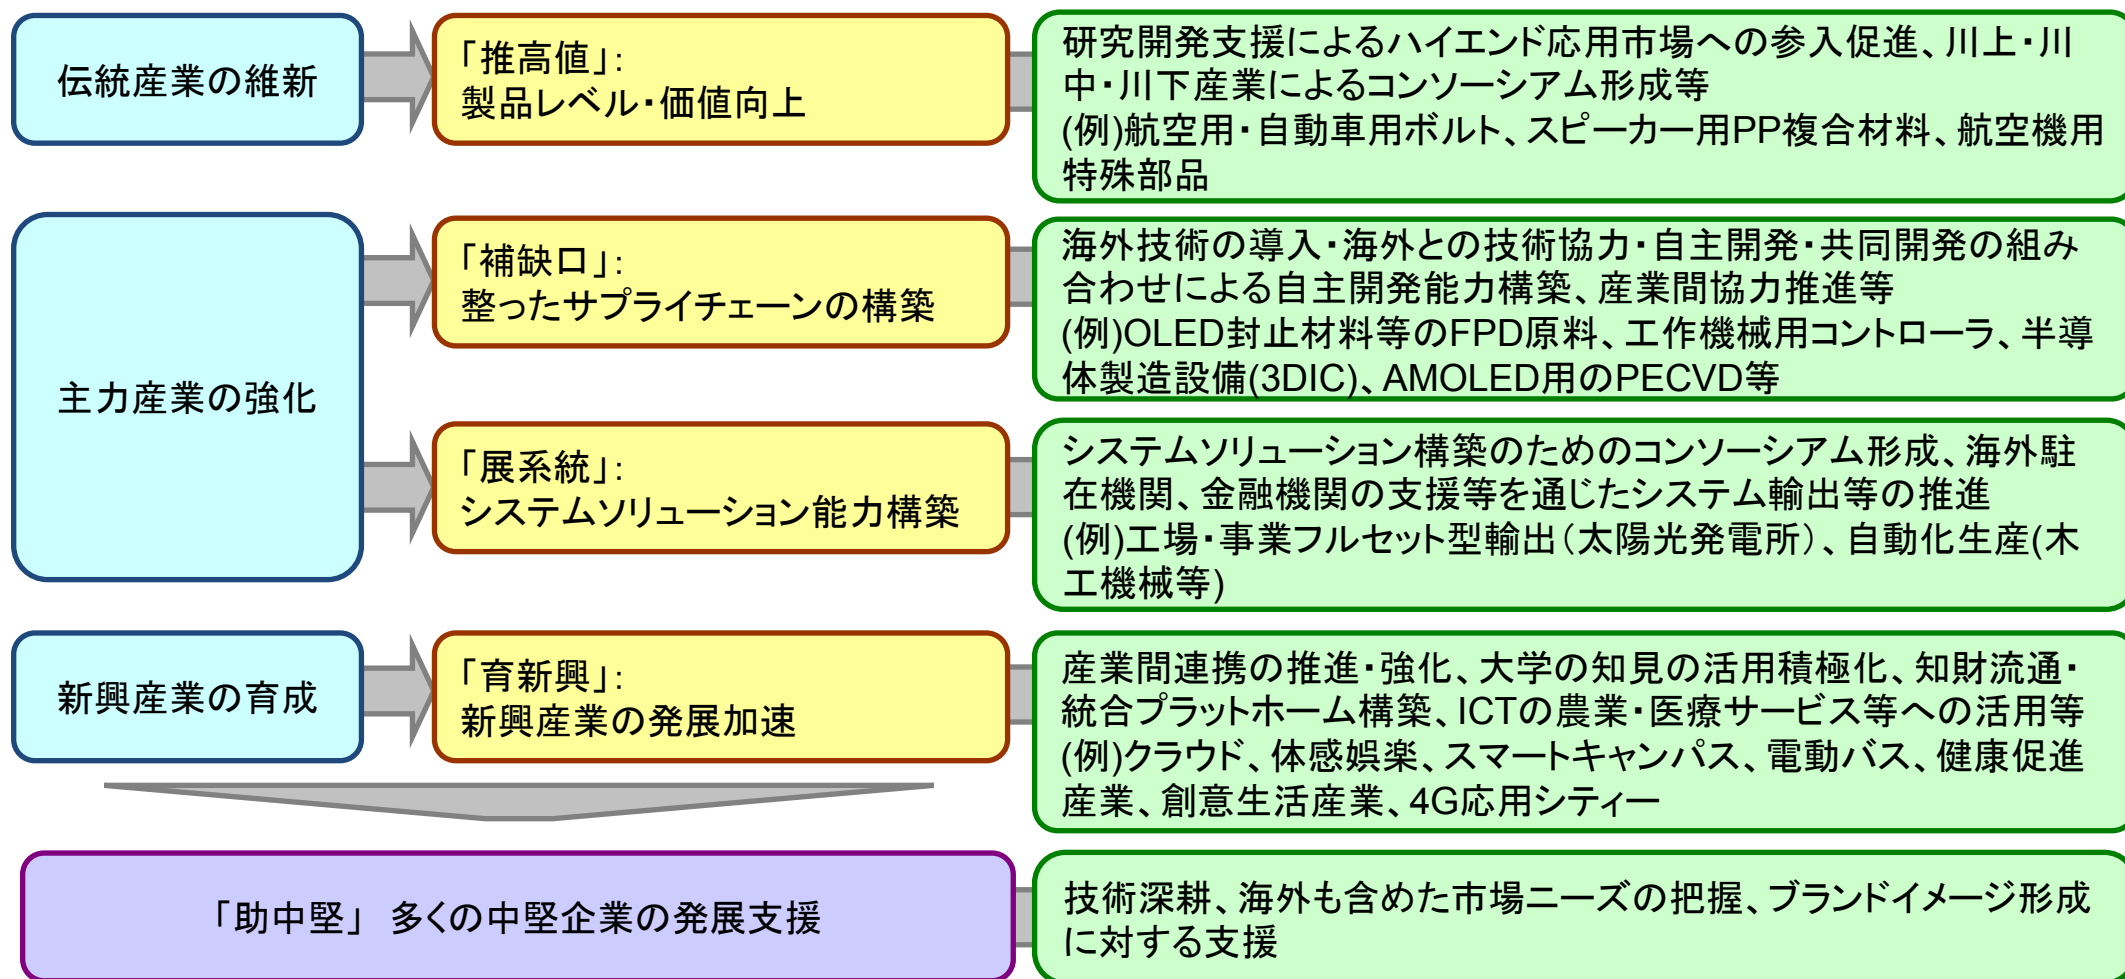 伝統産業の維新
「推高値」：
製品レベル・価値向上
研究開発支援によるハイエンド応用市場への参入促進、川上・川
中・川下産業によるコンソーシアム形成等
(例)航空用・自動車用ボルト、スピーカー用PP複合材料、航空機用
特殊部品
主力産業の強化
「補缺口」：
整ったサプライチェーンの構築
海外技術の導入・海外との技術協力・自主開発・共同開発の組み
合わせによる自主開発能力構築、産業間協力推進等
(例)OLED封止材料等のFPD原料、工作機械用コントローラ、半導
体製造設備(3DIC)、AMOLED用のPECVD等
「展系統」：
システムソリューション能力構築
システムソリューション構築のためのコンソーシアム形成、海外駐
在機関、金融機関の支援等を通じたシステム輸出等の推進
(例)工場・事業フルセット型輸出（太陽光発電所）、自動化生産(木
工機械等)
新興産業の育成
「育新興」：
新興産業の発展加速
産業間連携の推進・強化、大学の知見の活用積極化、知財流通・
統合プラットホーム構築、ICTの農業・医療サービス等への活用等
(例)クラウド、体感娯楽、スマートキャンパス、電動バス、健康促進
産業、創意生活産業、4G応用シティー
「助中堅」 多くの中堅企業の発展支援
技術深耕、海外も含めた市場ニーズの把握、ブランドイメージ形成
に対する支援